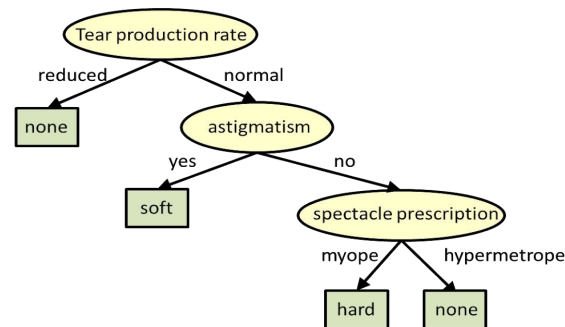 Tear production rate
reduced
normal
none
astigmatism
yes
no
soft
spectacle prescription
myope
hypermetrope
hard
none